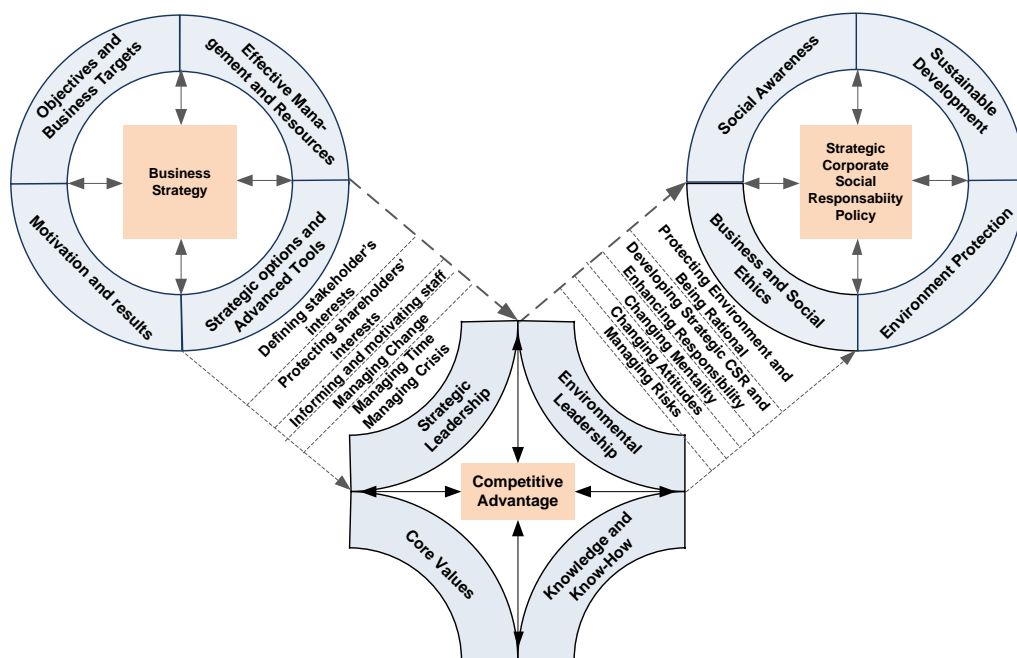 Objectives and
Business Targets
Effective Mana-
gement and Resources
Business
Strategy
Motivation and results
Strategic options and
Advanced Tools
Defining stakeholder's
interests
Protecting shareholders'
interests
Informing and motivating staff
Managing Change
Managing Time
Managing Crisis
Social Awareness
Sustainable
Development
Strategic
Corporate
Social
Responsabiity
Policy
Business and Social
Ethics
Environment Protection
Protecting Environment and
Being Rational
Developing Strategic CSR and
Enhancing Responsibility
Changing Mentality
Changing Attitudes
Managing Risks
Strategic
Leadership
Environmental
Leadership
Competitive
Advantage
Core Values
Knowledge and
Know-How